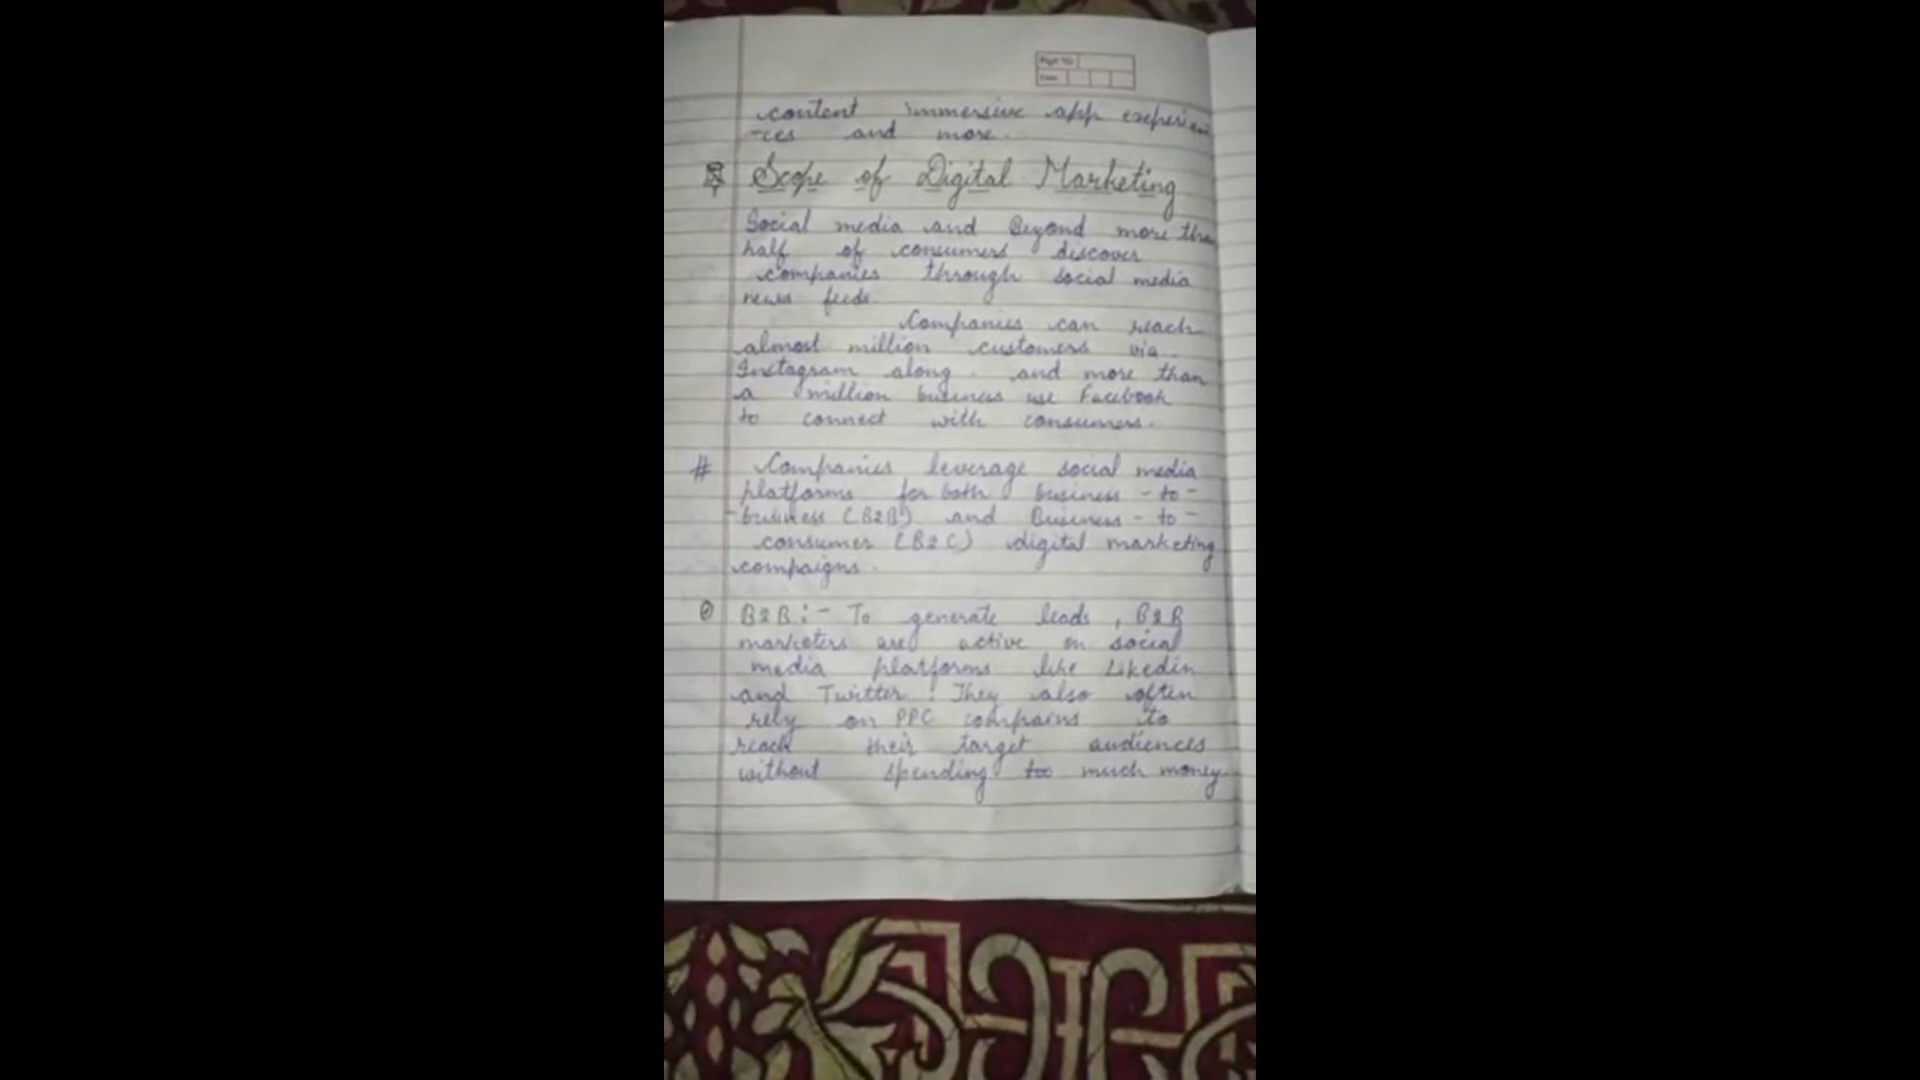 Page No.
Date
content immersive app experien
-ces and more.
Scope of Digital Marketing
Social media and Beyond more than
half of consumers discover
companies through social media
news feeds
Companies can reach
almost million customers via
Instagram along. and more than
a million business use Facebook
to connect with consumers.
# Companies leverage social media
platforms for both business - to -
business (B2B) and Business - to -
consumer (B2C) digital marketing
compaigns.
B2B :- To generate leads, B2B
marketers are active on social
media platforms like Likedin
and Twitter. They also often
rely on PPC compains to
reach their target audiences
without spending too much money